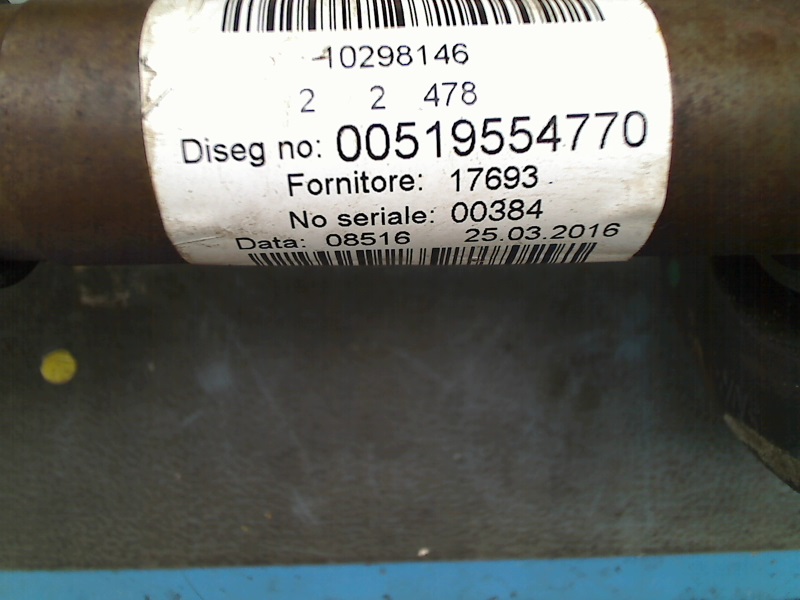 10298146
2 2 478
Diseg no: 00519554770
Fornitore: 17693
No seriale: 00384
Data: 08516 25.03.2016